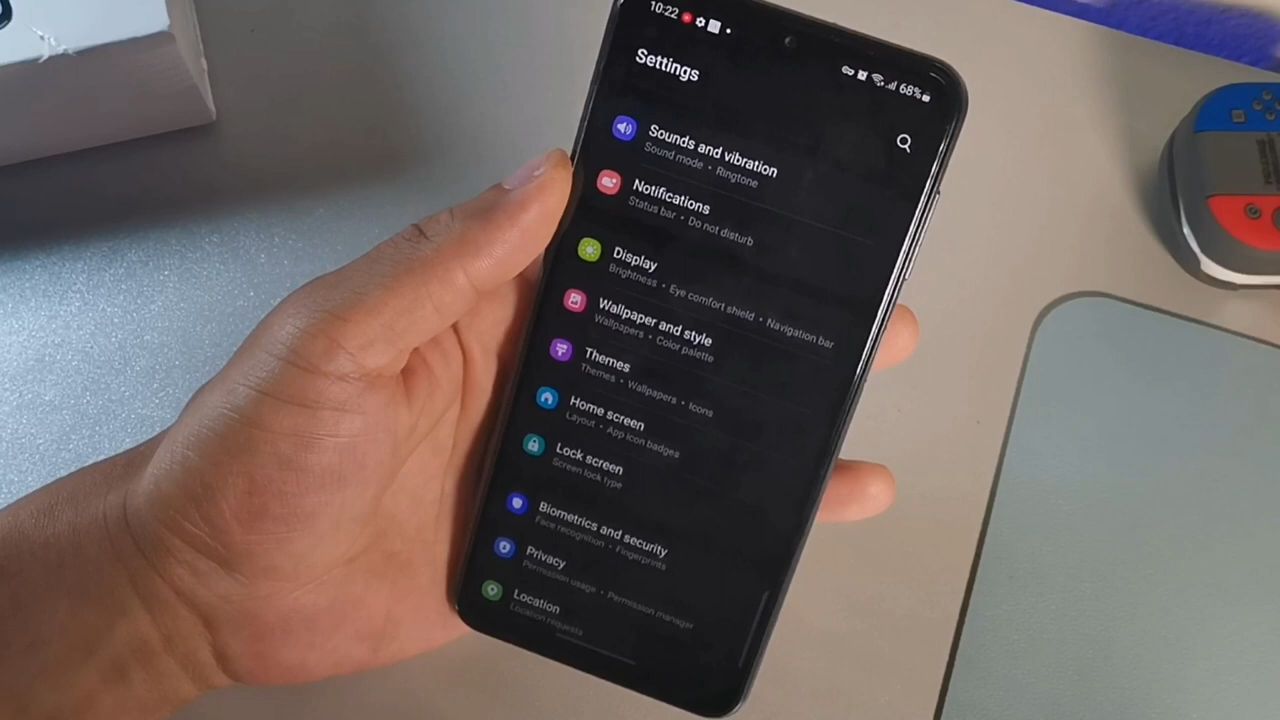 10:22
68%
Settings
Sounds and vibration
Sound mode • Ringtone
Notifications
Status bar • Do not disturb
Display
Brightness • Eye comfort shield • Navigation bar
Wallpaper and style
Wallpapers • Color palette
Themes
Themes • Wallpapers • Icons
Home screen
Layout • App icon badges
Lock screen
Screen lock type
Biometrics and security
Face recognition • Fingerprints
Privacy
Permission usage • Permission manager
Location
Location requests